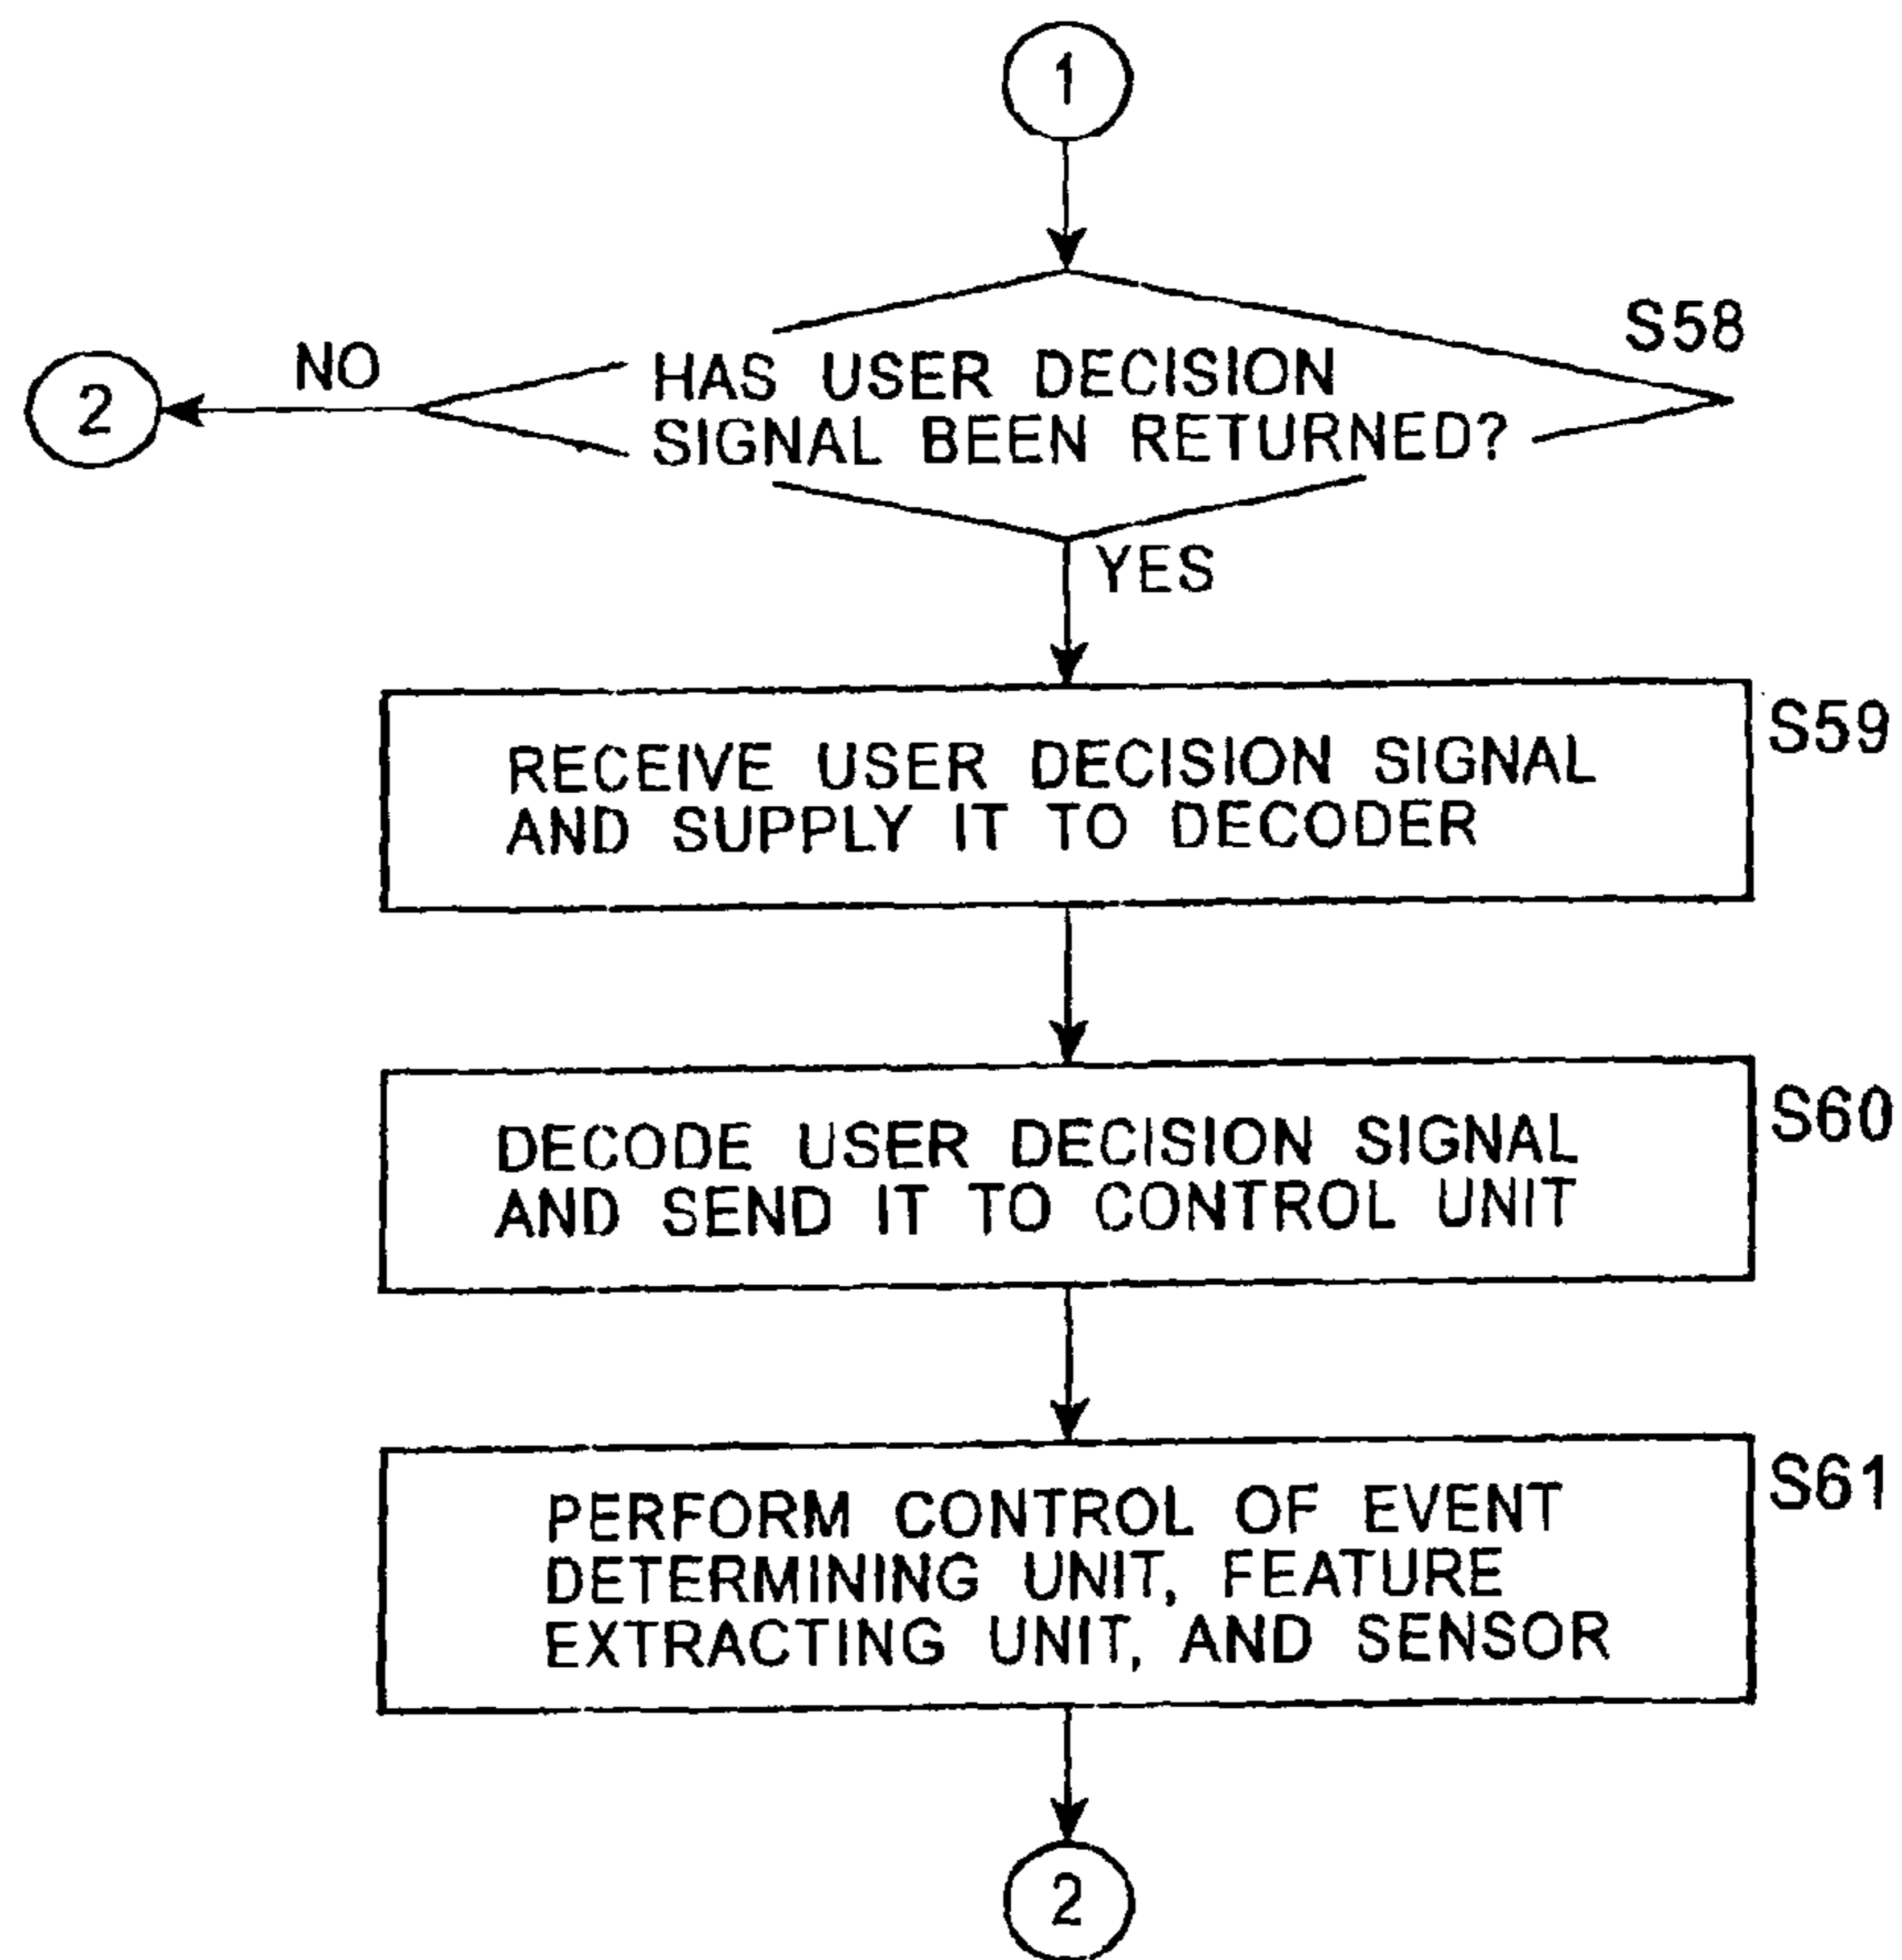 1
S58
HAS USER DECISION
SIGNAL BEEN RETURNED?
NO
2
YES
S59
RECEIVE USER DECISION SIGNAL
AND SUPPLY IT TO DECODER
S60
DECODE USER DECISION SIGNAL
AND SEND IT TO CONTROL UNIT
S61
PERFORM CONTROL OF EVENT
DETERMINING UNIT, FEATURE
EXTRACTING UNIT, AND SENSOR
2